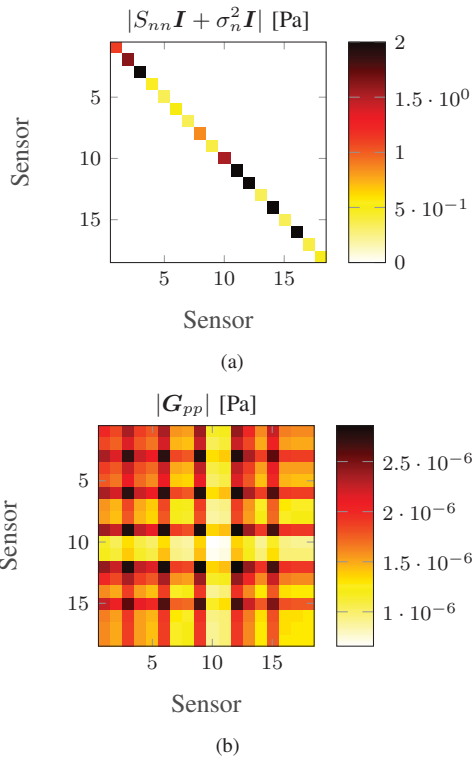 |S_{nn}I + σ_n^2 I| [Pa]
Sensor
5
10
15
5
10
15
Sensor
2
1.5 · 10^0
1
5 · 10^{-1}
0
(a)
|G_{pp}| [Pa]
Sensor
5
10
15
5
10
15
Sensor
2.5 · 10^{-6}
2 · 10^{-6}
1.5 · 10^{-6}
1 · 10^{-6}
(b)